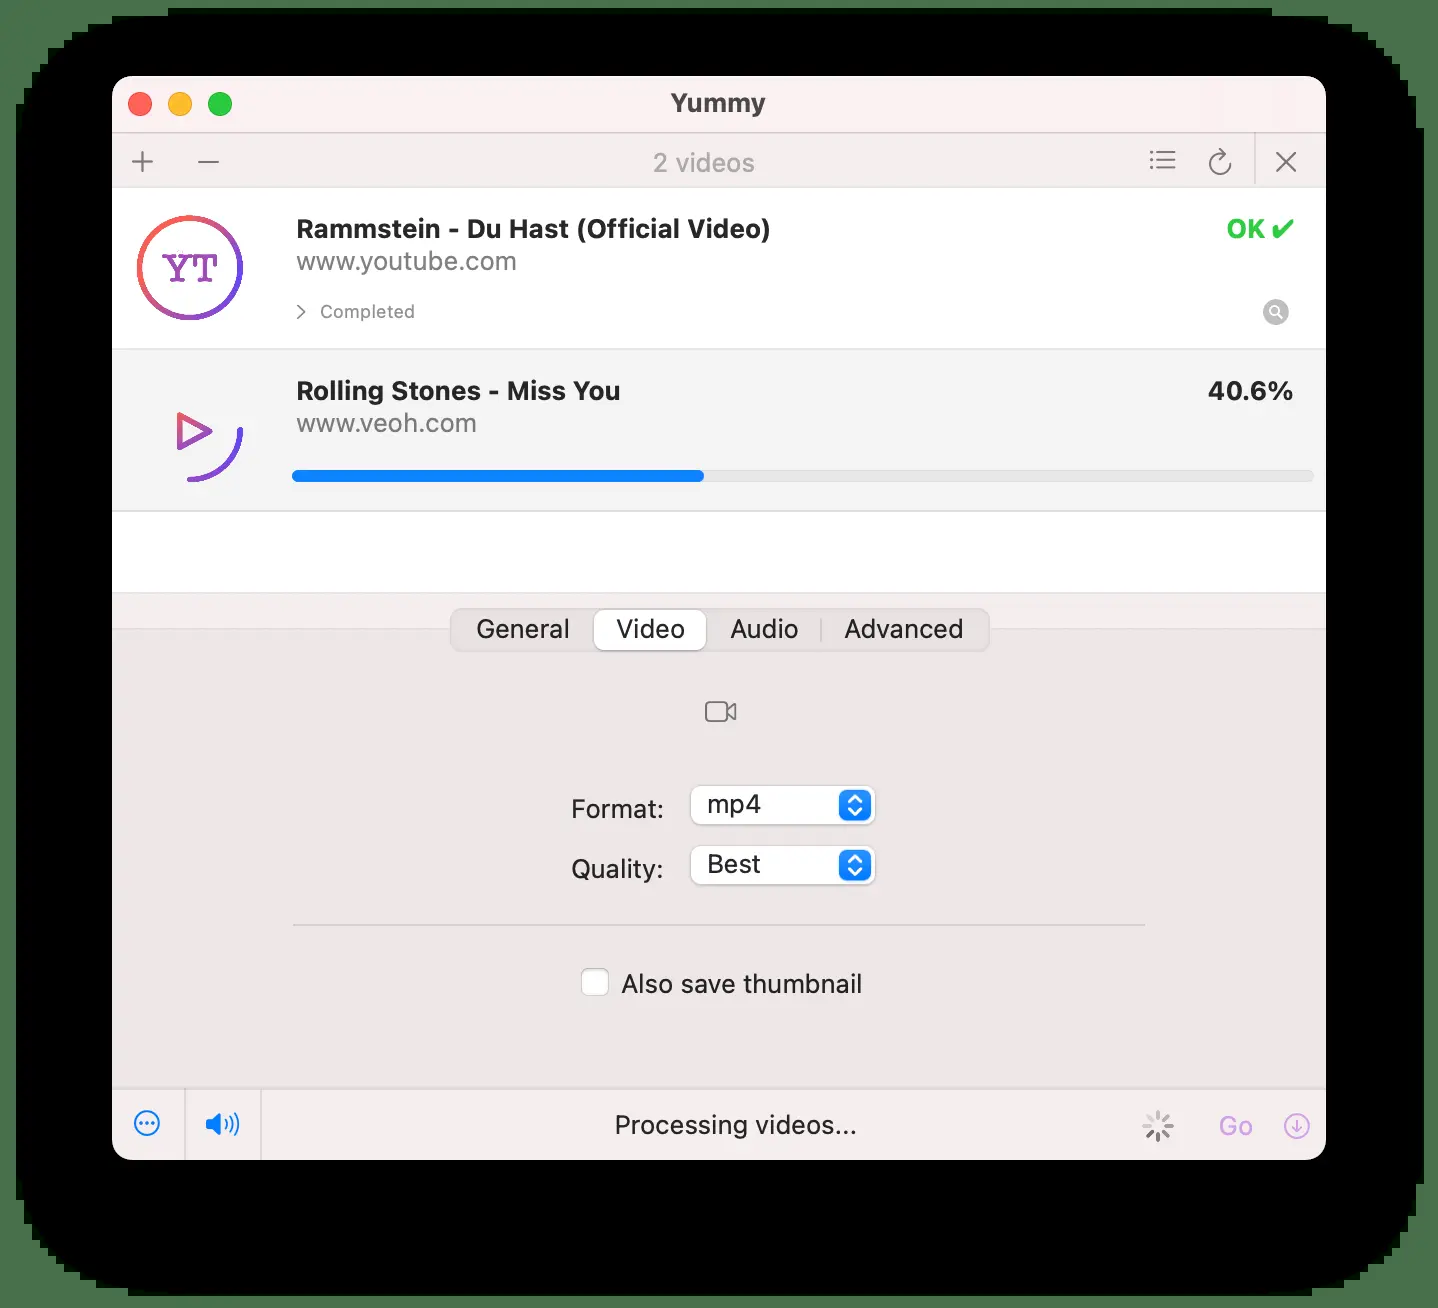 Yummy
2 videos
YT
Rammstein - Du Hast (Official Video)
OK ✔
www.youtube.com
Completed
Rolling Stones - Miss You
40.6%
www.veoh.com
General
Video
Audio
Advanced
Format:
mp4
Quality:
Best
Also save thumbnail
Processing videos...
Go